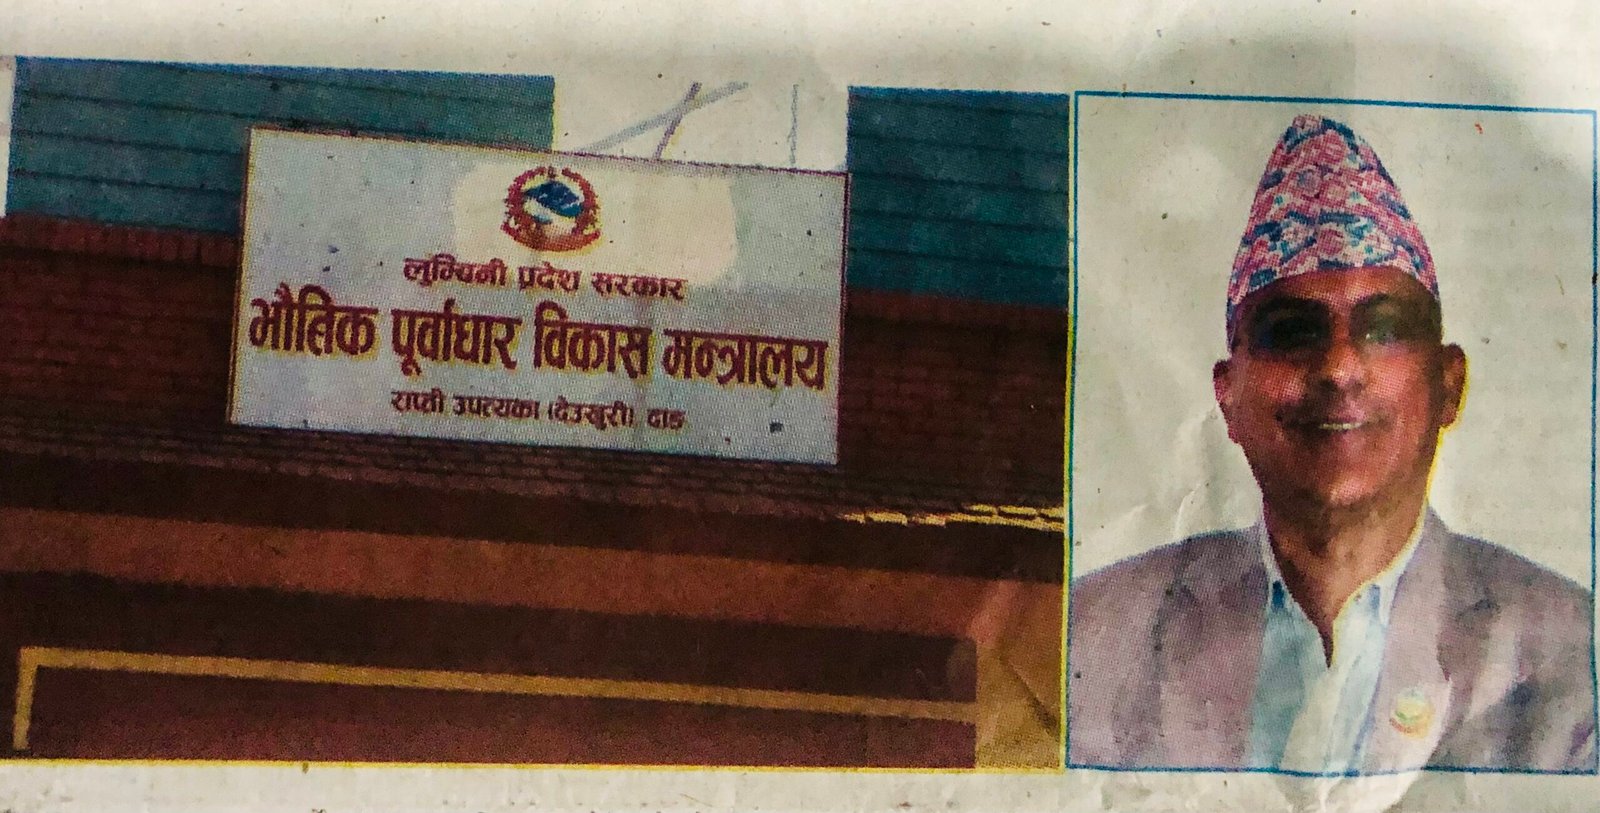 लुम्बिनी प्रदेश सरकार
भौतिक पूर्वाधार विकास मन्त्रालय
राप्ती उपत्यका (देउखुरी) दाङ